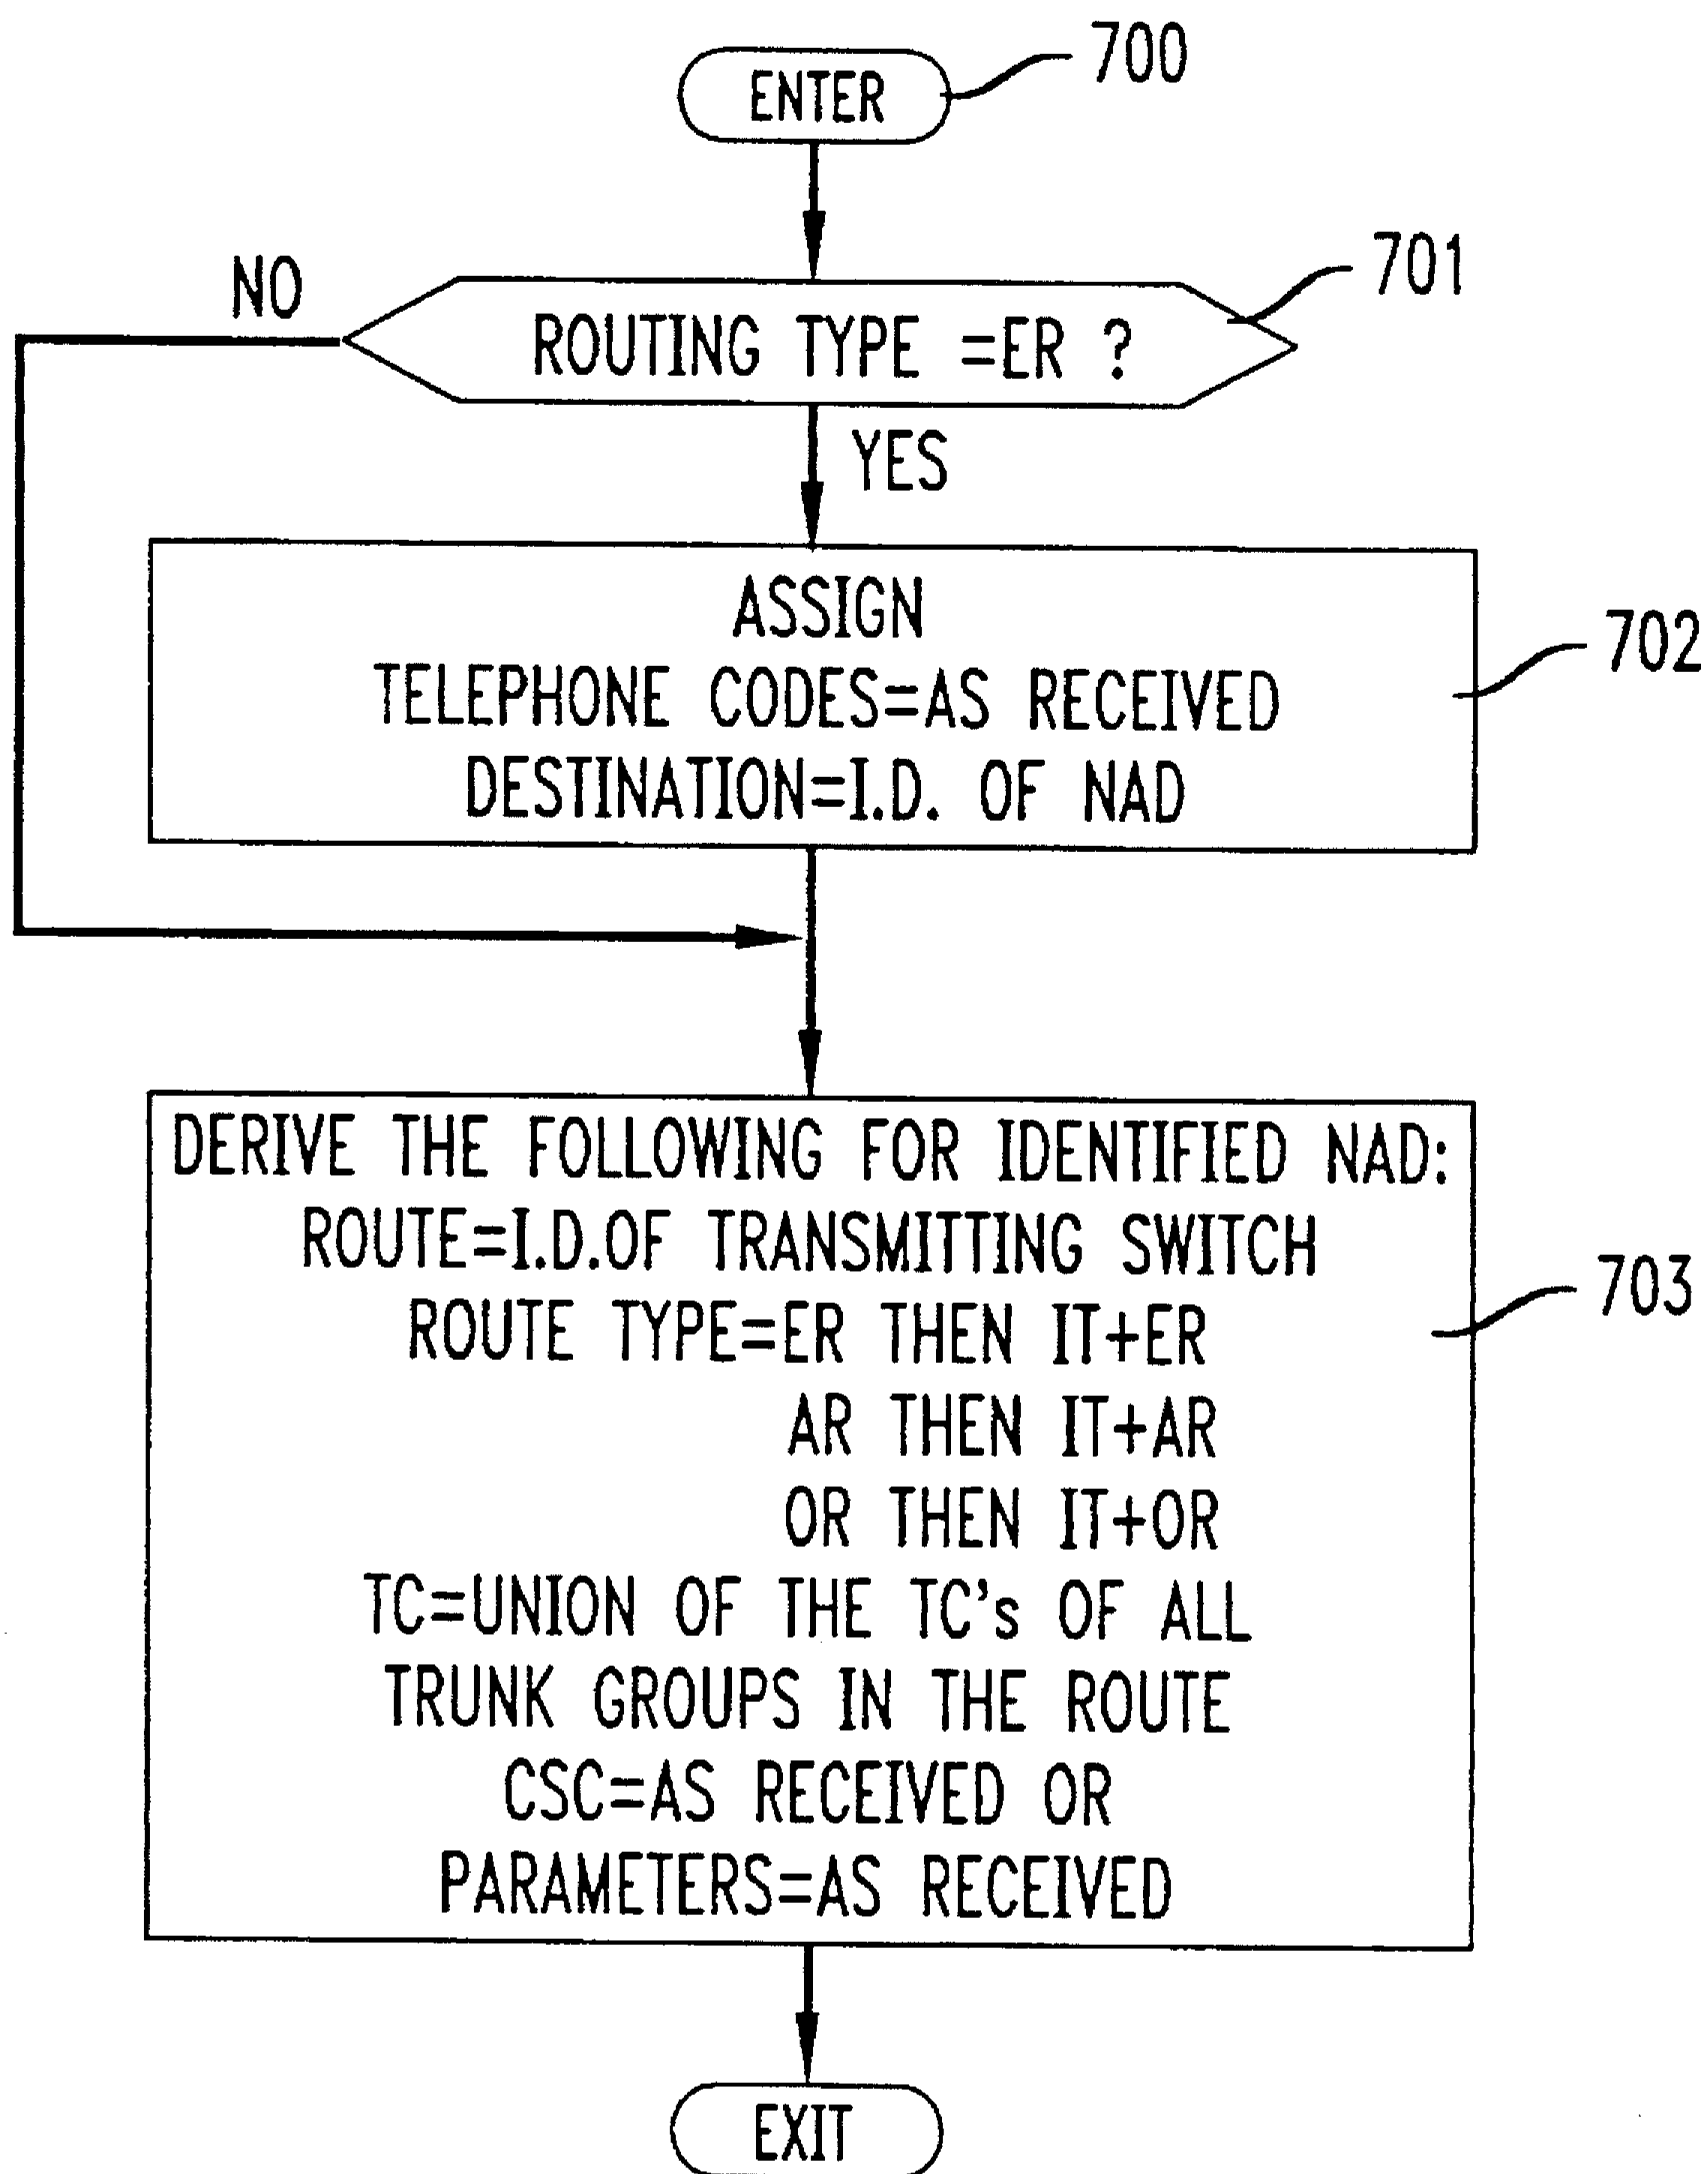 ENTER
700
NO
701
ROUTING TYPE =ER ?
YES
ASSIGN
TELEPHONE CODES=AS RECEIVED
DESTINATION=I.D. OF NAD
702
DERIVE THE FOLLOWING FOR IDENTIFIED NAD:
ROUTE=I.D.OF TRANSMITTING SWITCH
ROUTE TYPE=ER THEN IT+ER
AR THEN IT+AR
OR THEN IT+OR
TC=UNION OF THE TC's OF ALL
TRUNK GROUPS IN THE ROUTE
CSC=AS RECEIVED OR
PARAMETERS=AS RECEIVED
703
EXIT